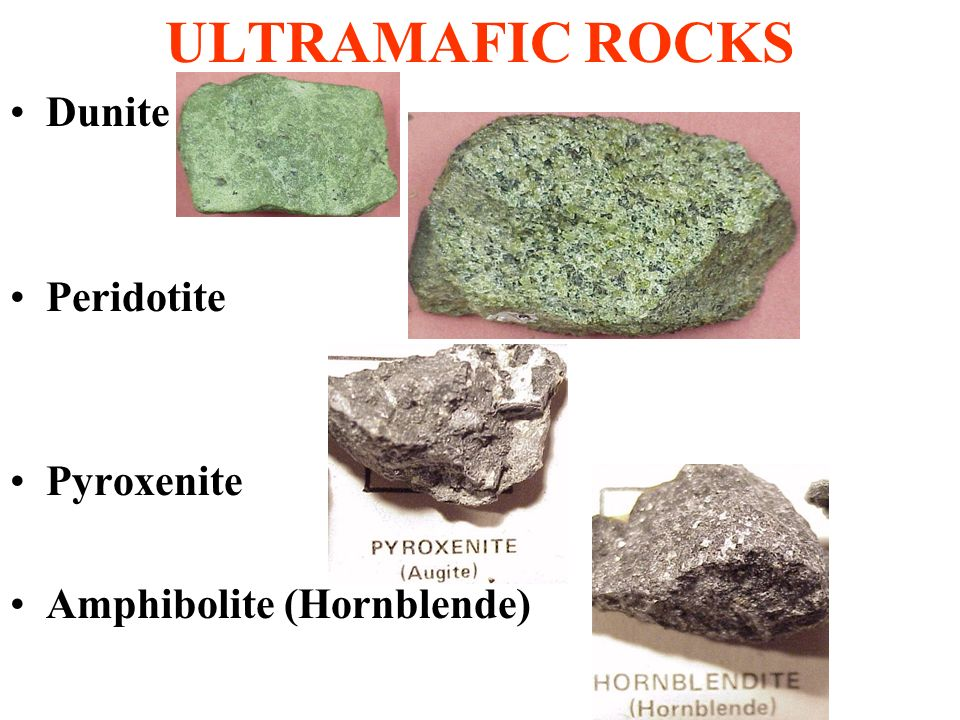 ULTRAMAFIC ROCKS
• Dunite
• Peridotite
• Pyroxenite
PYROXENITE
(Augite)
• Amphibolite (Hornblende)
HORNBLENDITE
(Hornblende)